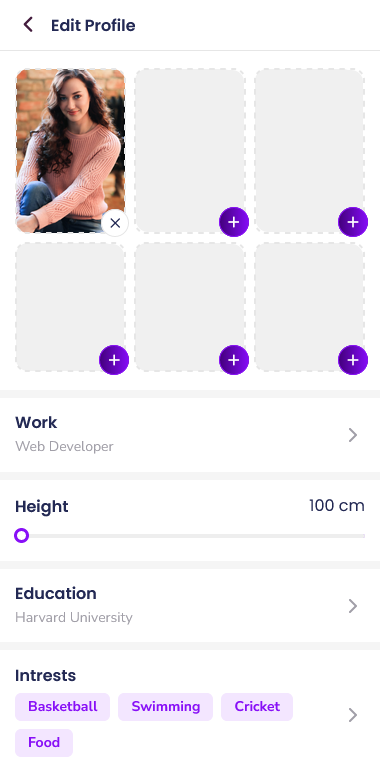 Edit Profile
Work
Web Developer
Height 100 cm
Education
Harvard University
Intrests
Basketball Swimming Cricket
Food